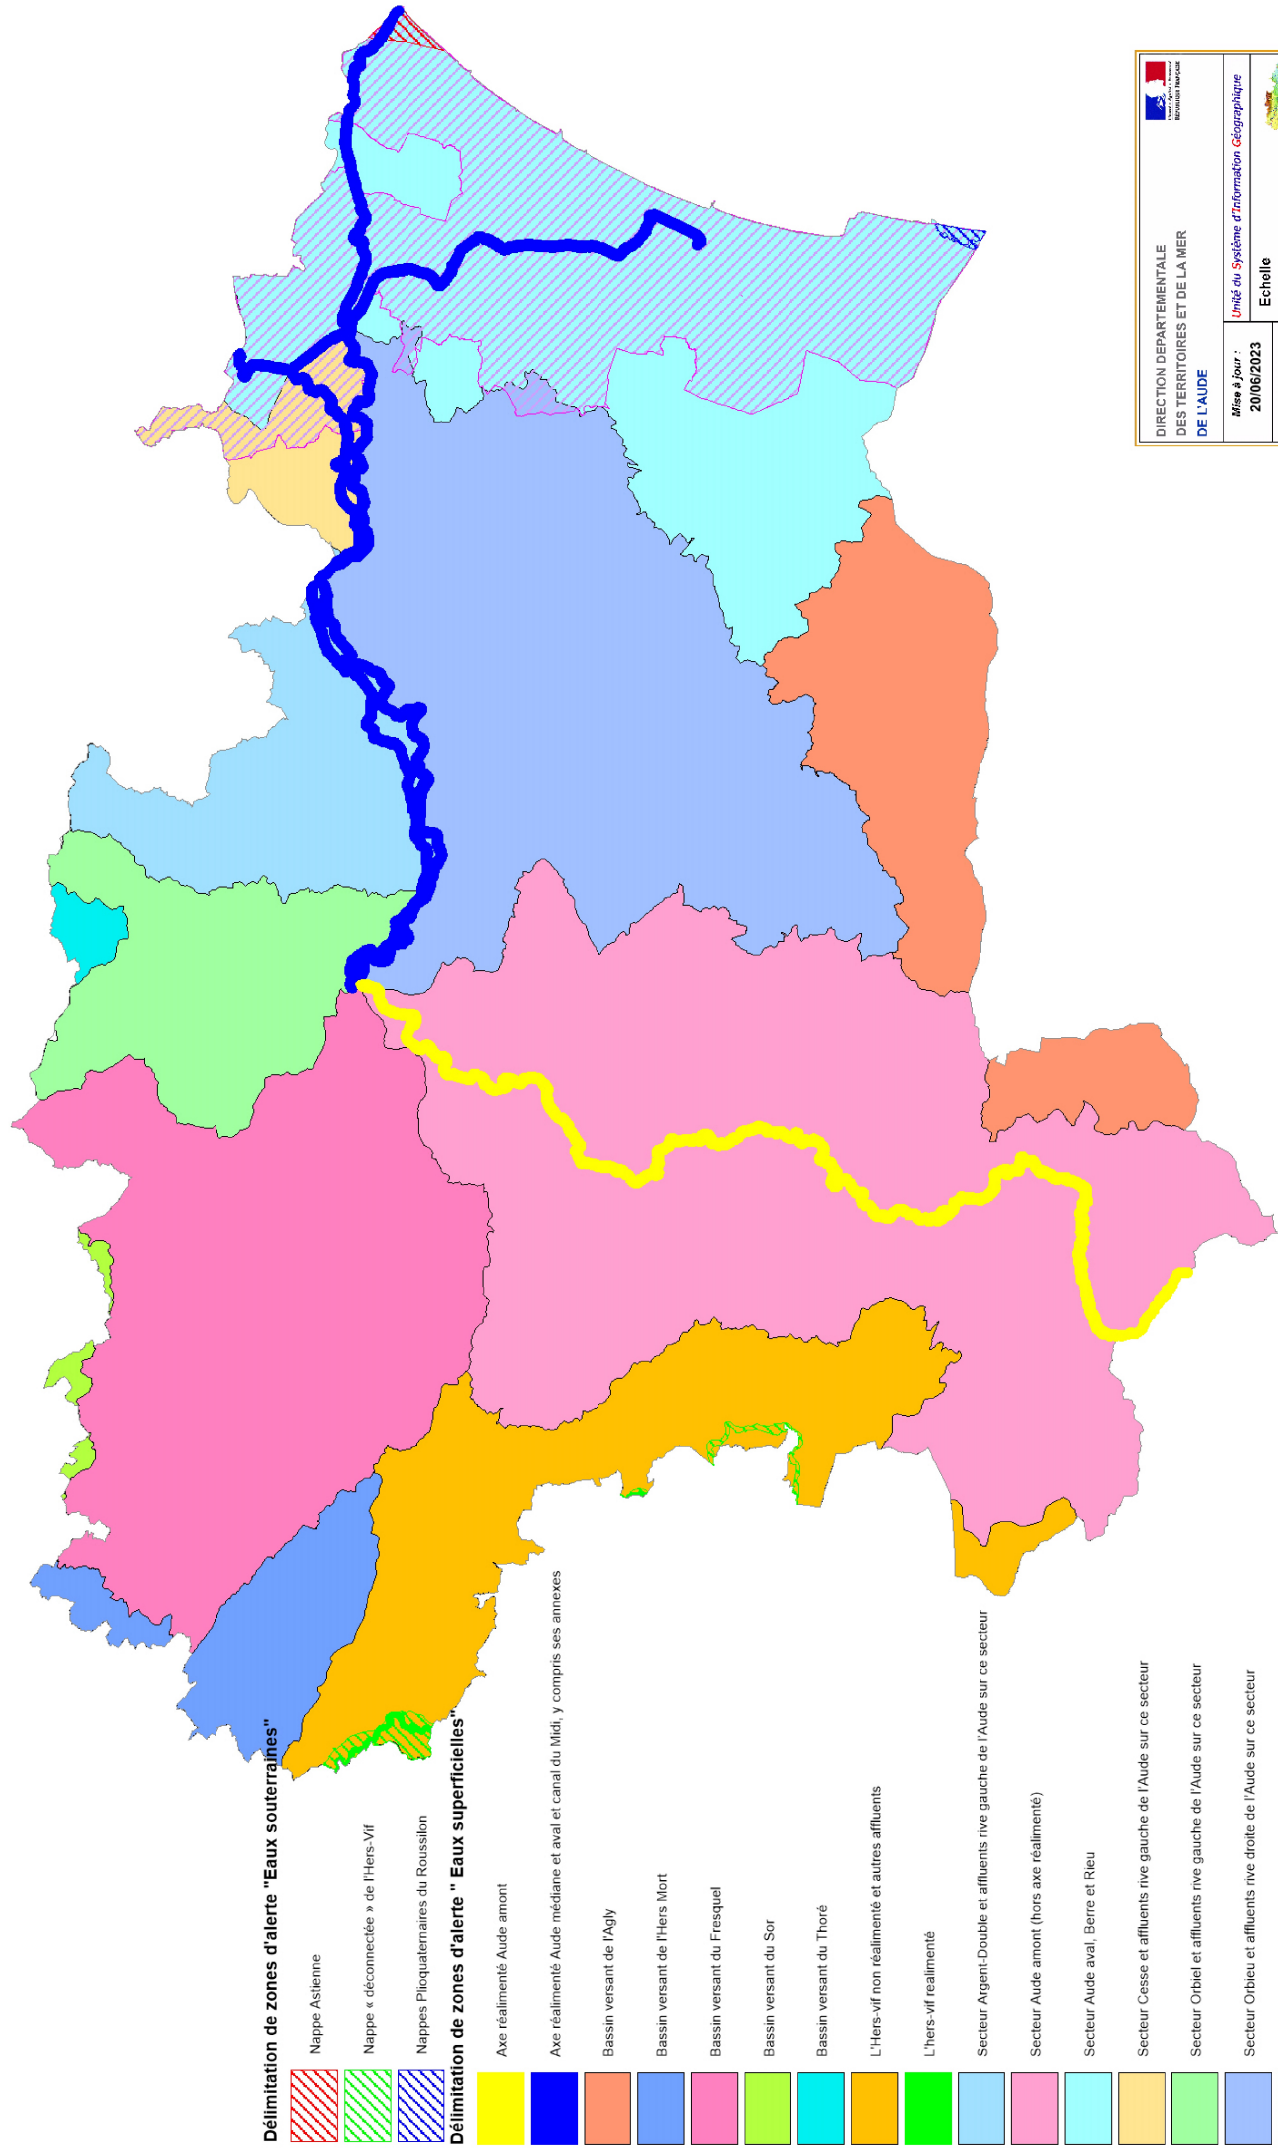 Délimitation de zones d'alerte "Eaux souterraines"
Nappe Astienne
Nappe « déconnectée » de l'Hers-Vif
Nappes Plioquaternaires du Roussilon
Délimitation de zones d'alerte " Eaux superficielles"
Axe réalimenté Aude amont
Axe réalimenté Aude médiane et aval et canal du Midi, y compris ses annexes
Bassin versant de l'Agly
Bassin versant de l'Hers Mort
Bassin versant du Fresquel
Bassin versant du Sor
Bassin versant du Thoré
L'Hers-vif non réalimenté et autres affluents
L'hers-vif realimenté
Secteur Argent-Double et affluents rive gauche de l'Aude sur ce secteur
Secteur Aude amont (hors axe réalimenté)
Secteur Aude aval, Berre et Rieu
Secteur Cesse et affluents rive gauche de l'Aude sur ce secteur
Secteur Orbiel et affluents rive gauche de l'Aude sur ce secteur
Secteur Orbieu et affluents rive droite de l'Aude sur ce secteur
DIRECTION DEPARTEMENTALE
DES TERRITOIRES ET DE LA MER
DE L'AUDE
RÉPUBLIQUE FRANÇAISE
Mise à jour :
20/06/2023
Unité du Système d'Information Géographique
Echelle